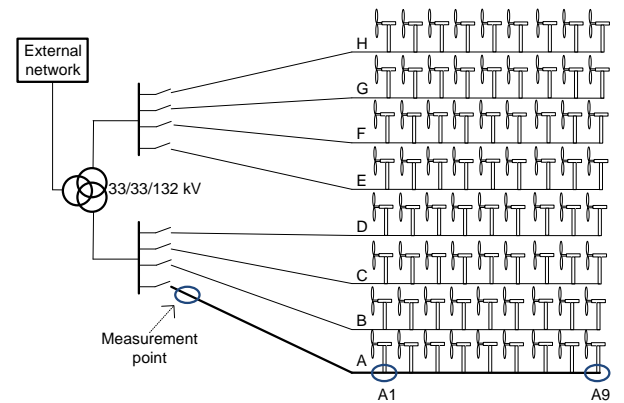 External
network
33/33/132 kV
H
G
F
E
D
C
B
A
Measurement
point
A1
A9